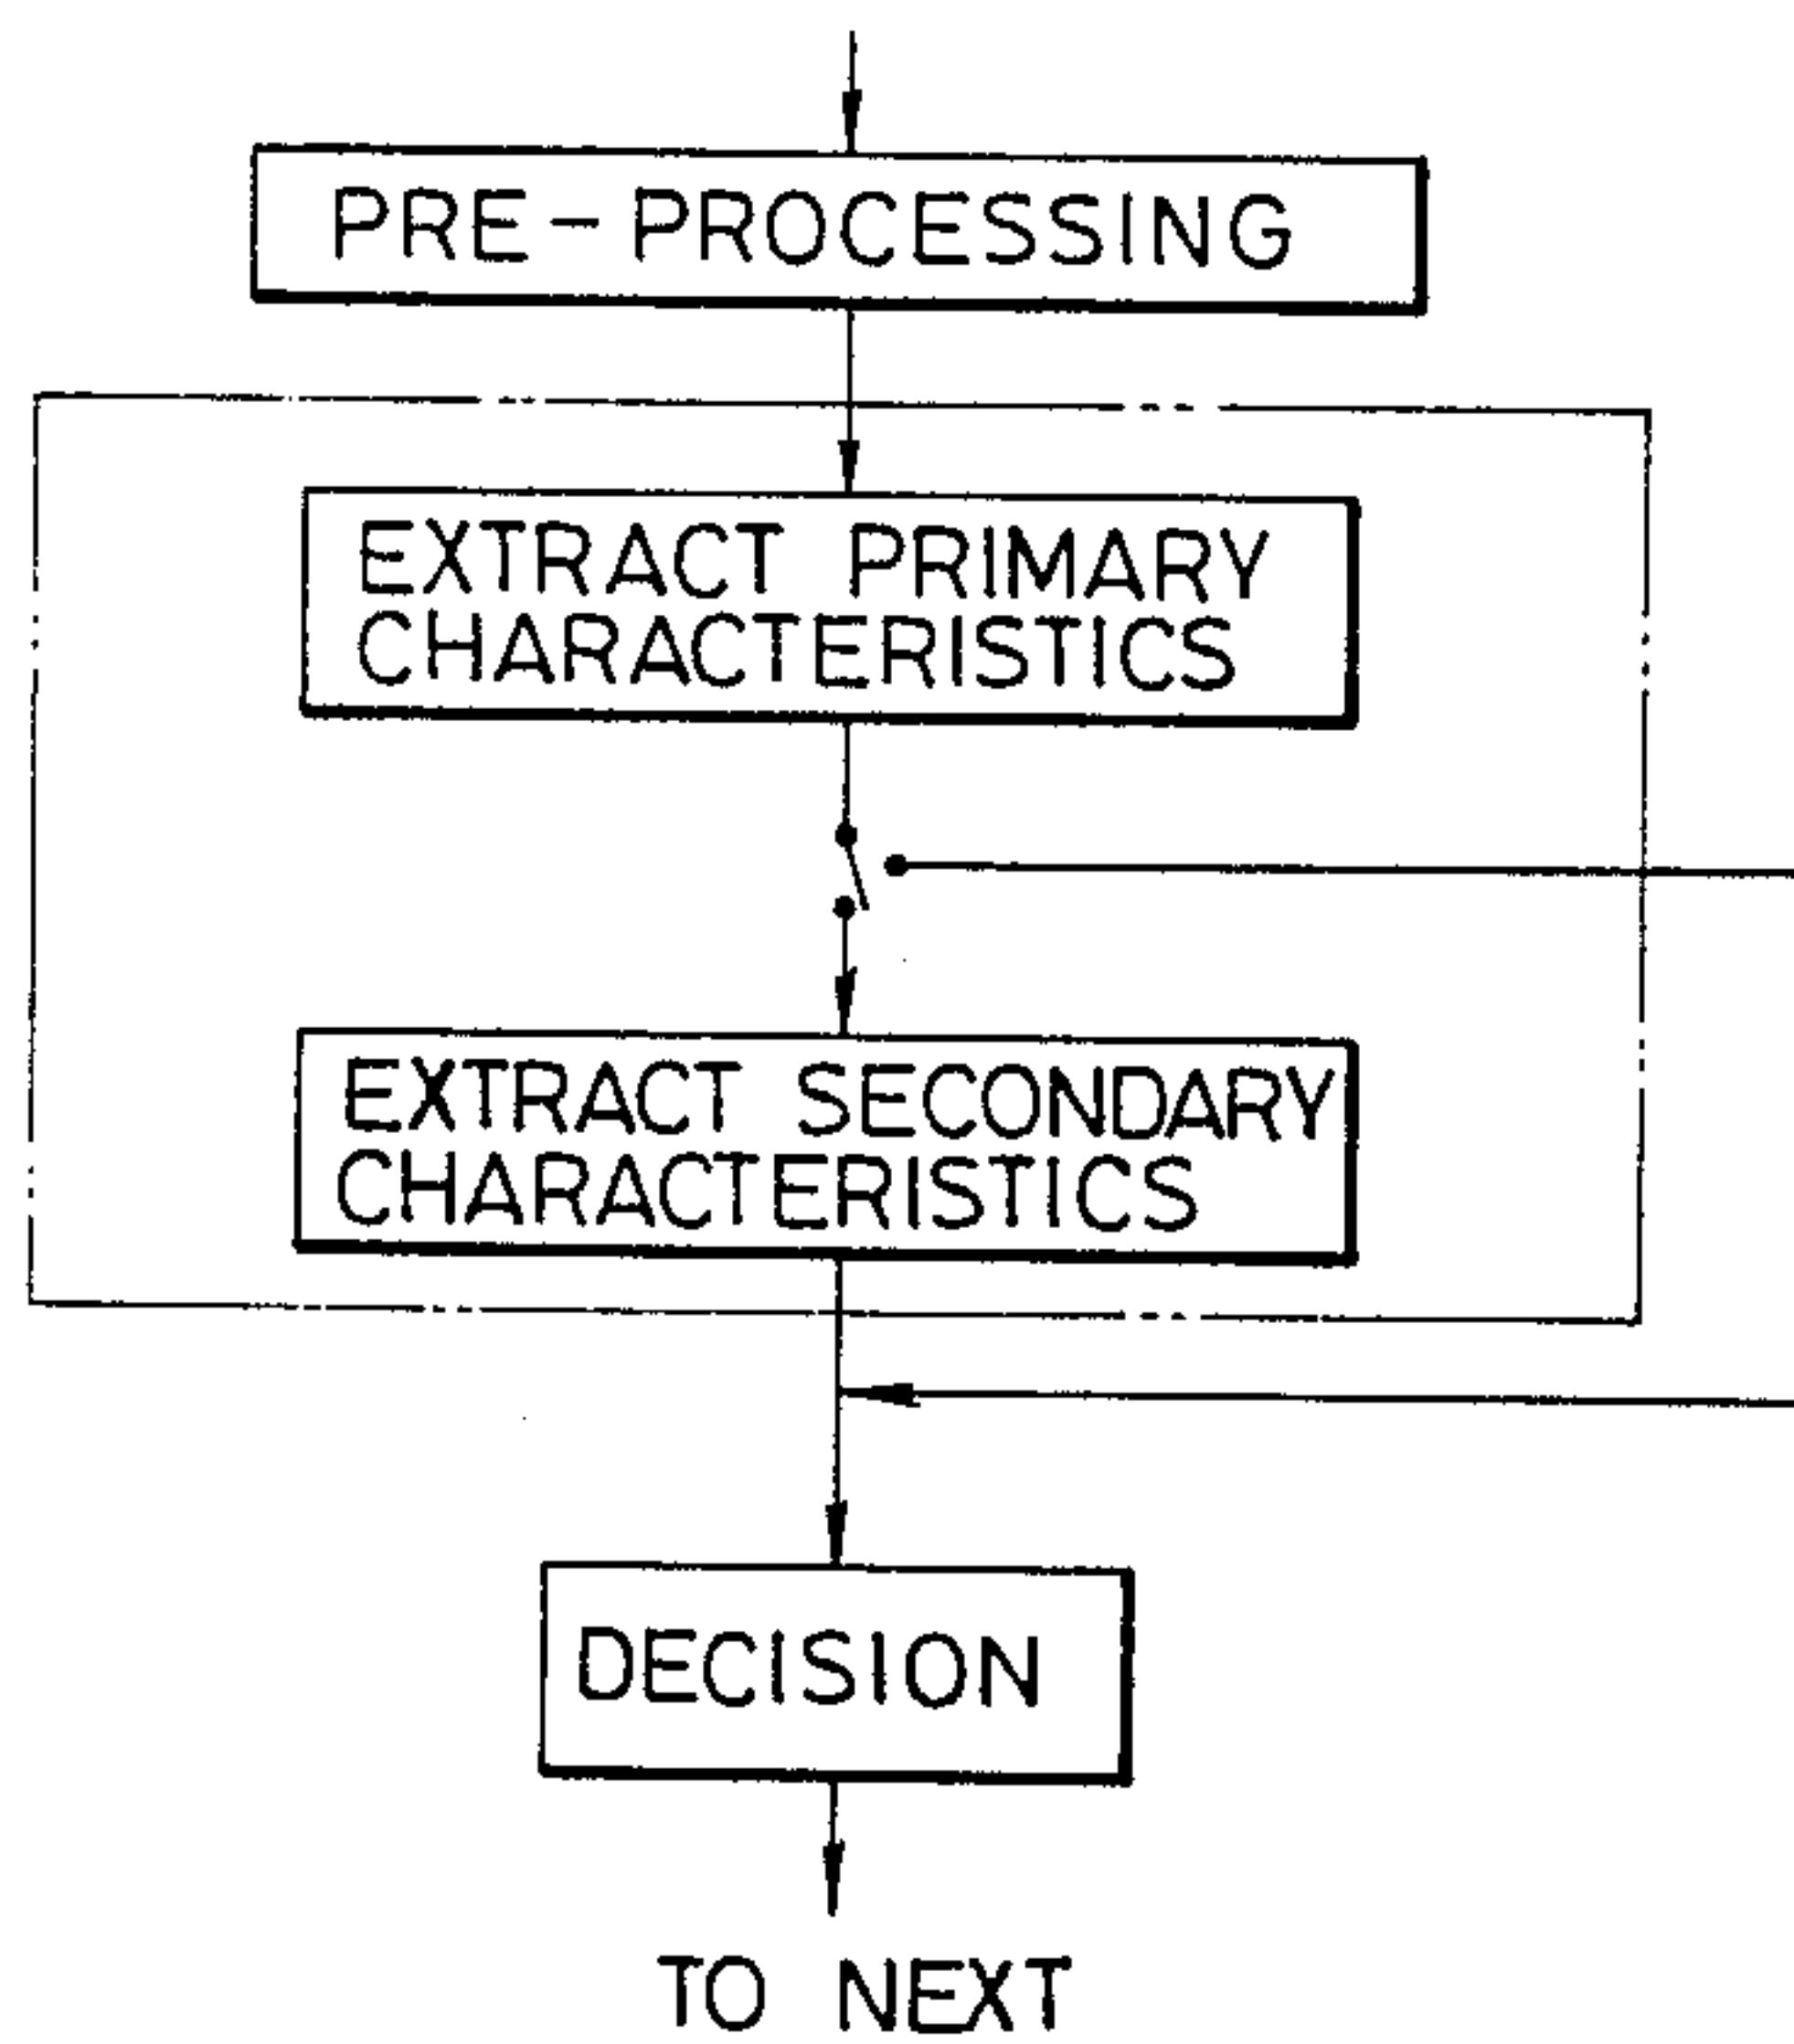 PRE-PROCESSING
EXTRACT PRIMARY
CHARACTERISTICS
EXTRACT SECONDARY
CHARACTERISTICS
DECISION
TO NEXT